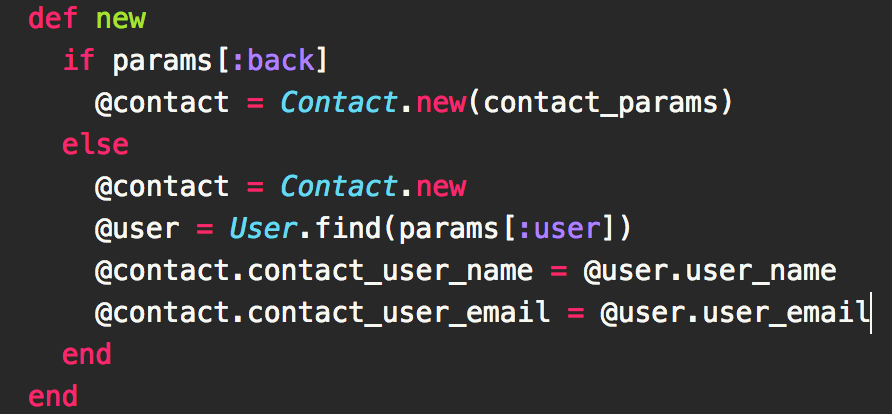 def new
  if params[:back]
    @contact = Contact.new(contact_params)
  else
    @contact = Contact.new
    @user = User.find(params[:user])
    @contact.contact_user_name = @user.user_name
    @contact.contact_user_email = @user.user_email
  end
end